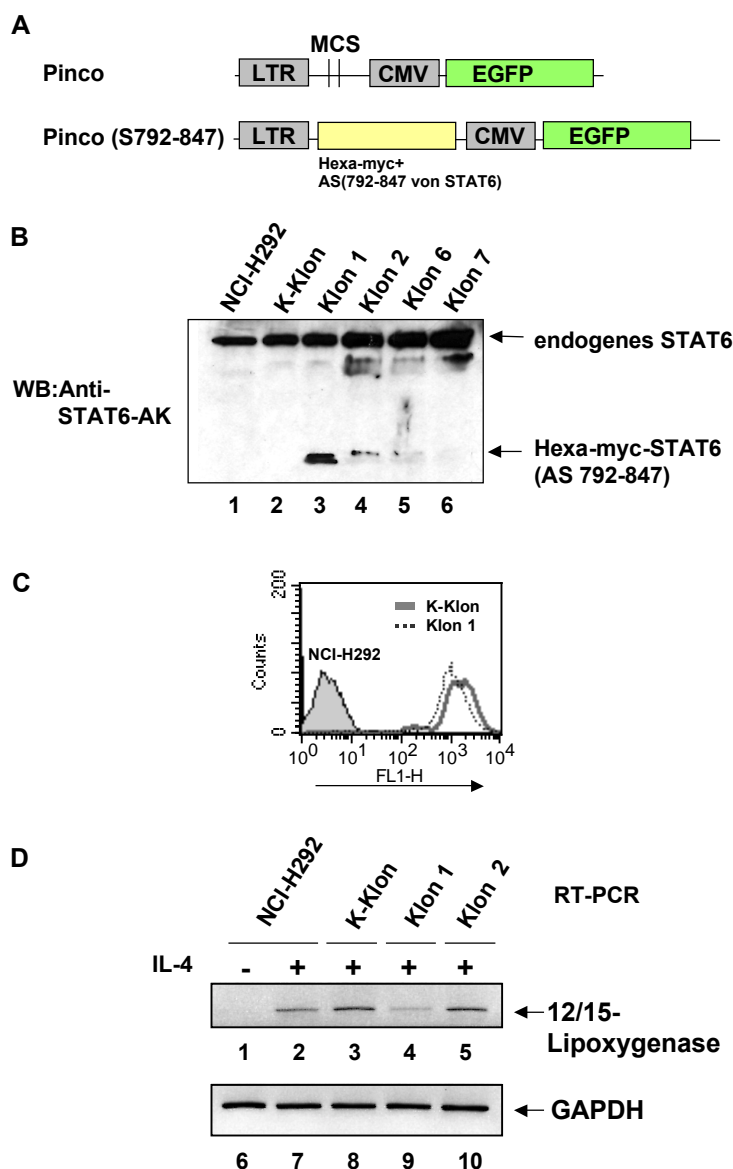 A
MCS
Pinco LTR CMV EGFP
Pinco (S792-847) LTR CMV EGFP
Hexa-myc+
AS(792-847 von STAT6)
B
NCI-H292 K-Klon Klon 1 Klon 2 Klon 6 Klon 7
endogenes STAT6
WB:Anti-
STAT6-AK
Hexa-myc-STAT6
(AS 792-847)
1 2 3 4 5 6
C
200
K-Klon
Klon 1
NCI-H292
Counts
0
10^0 10^1 10^2 10^3 10^4
FL1-H
D
NCI-H292 K-Klon Klon 1 Klon 2
RT-PCR
IL-4 - + + + +
12/15-
Lipoxygenase
1 2 3 4 5
GAPDH
6 7 8 9 10